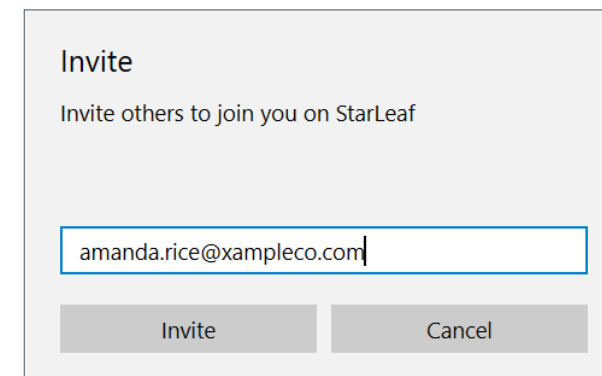 Invite
Invite others to join you on StarLeaf
amanda.rice@xampleco.com
Invite
Cancel